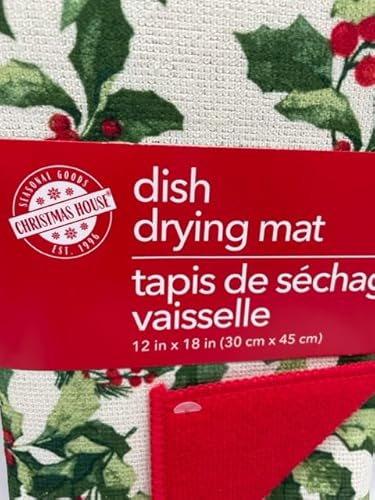 SEASONAL GOODS
CHRISTMAS HOUSE®
EST. 1996
dish
drying mat
tapis de séchag
vaisselle
12 in x 18 in (30 cm x 45 cm)